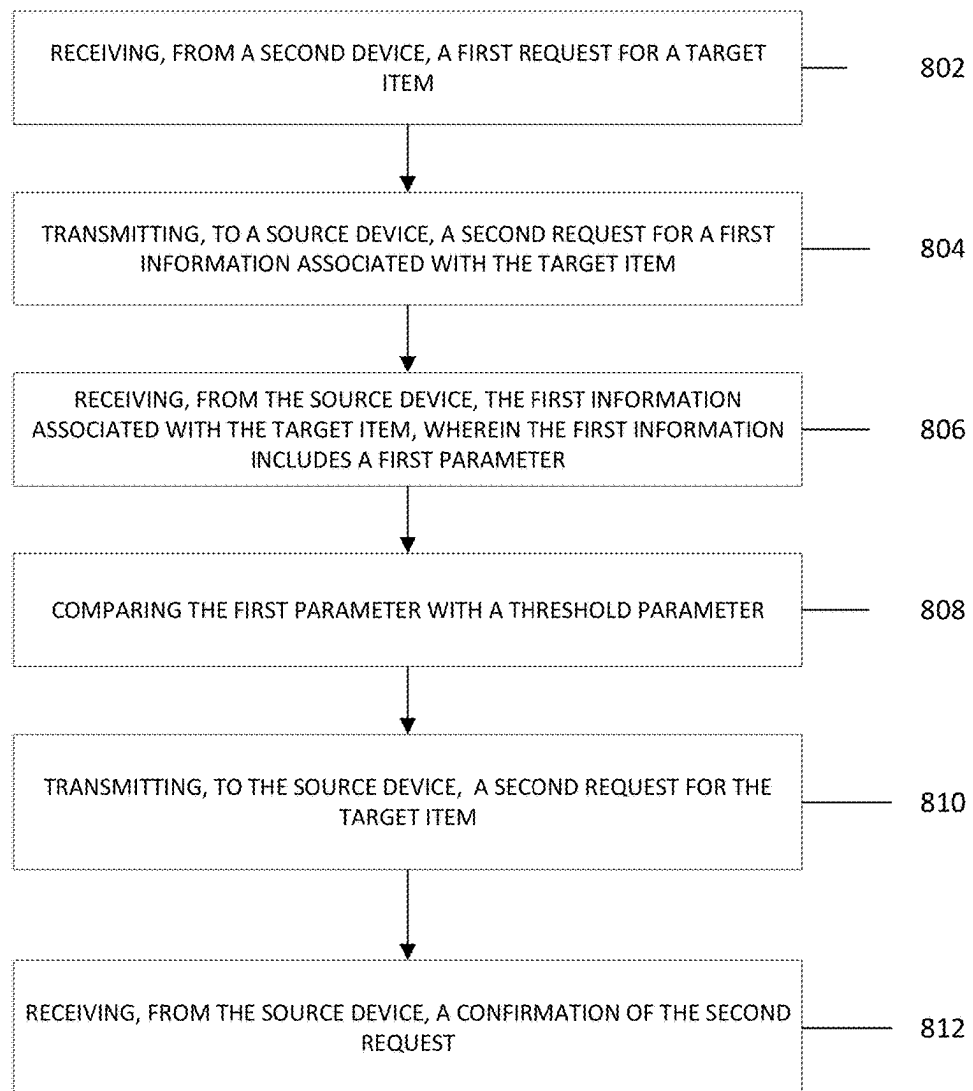 RECEIVING, FROM A SECOND DEVICE, A FIRST REQUEST FOR A TARGET
ITEM
802
TRANSMITTING, TO A SOURCE DEVICE, A SECOND REQUEST FOR A FIRST
INFORMATION ASSOCIATED WITH THE TARGET ITEM
804
RECEIVING, FROM THE SOURCE DEVICE, THE FIRST INFORMATION
ASSOCIATED WITH THE TARGET ITEM, WHEREIN THE FIRST INFORMATION
INCLUDES A FIRST PARAMETER
806
COMPARING THE FIRST PARAMETER WITH A THRESHOLD PARAMETER
808
TRANSMITTING, TO THE SOURCE DEVICE, A SECOND REQUEST FOR THE
TARGET ITEM
810
RECEIVING, FROM THE SOURCE DEVICE, A CONFIRMATION OF THE SECOND
REQUEST
812